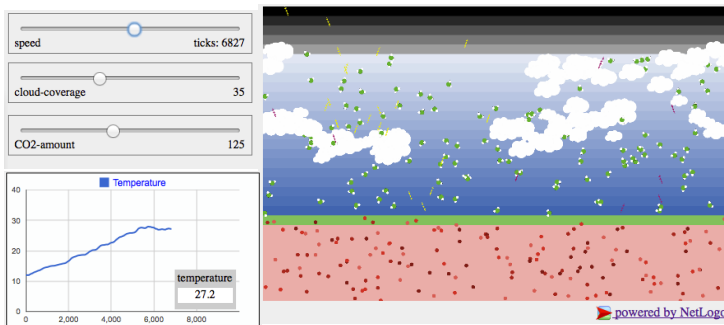 speed ticks: 6827
cloud-coverage 35
CO2-amount 125
Temperature
40
30
20
10
0
0 2,000 4,000 6,000 8,000
temperature
27.2
powered by NetLogo